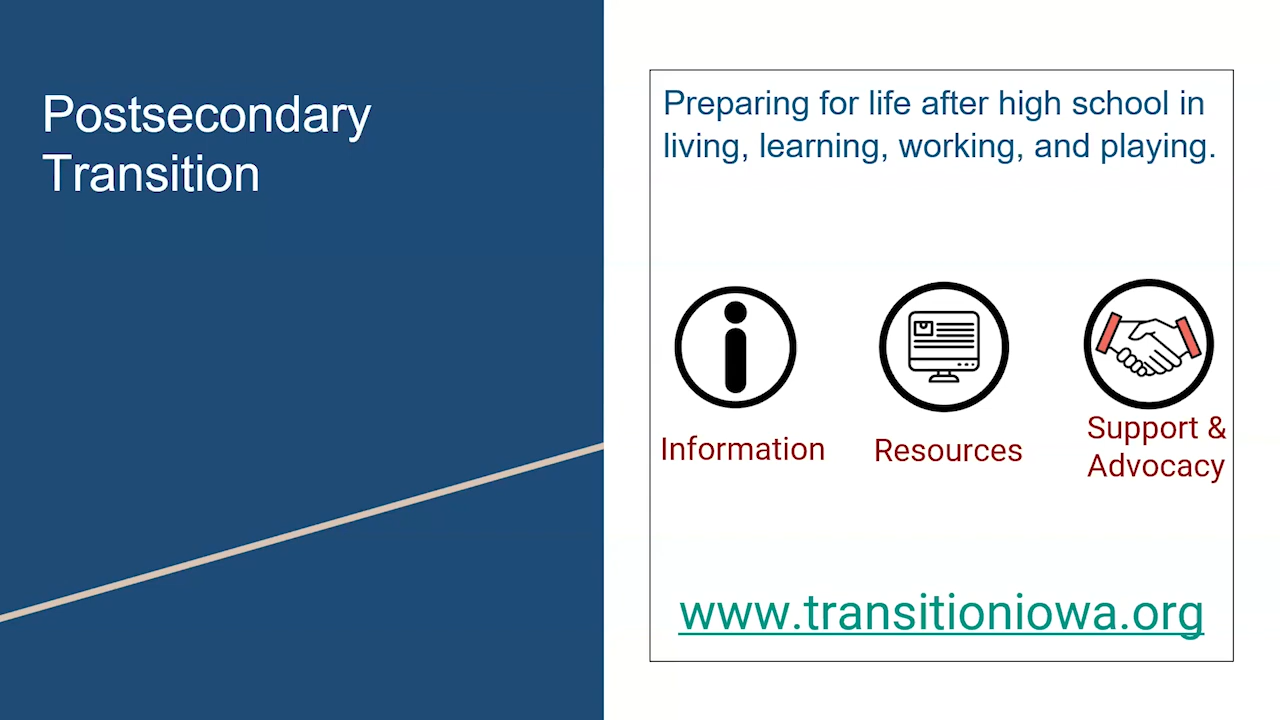 Postsecondary
Transition
Preparing for life after high school in
living, learning, working, and playing.
Information
Resources
Support &
Advocacy
www.transitioniowa.org